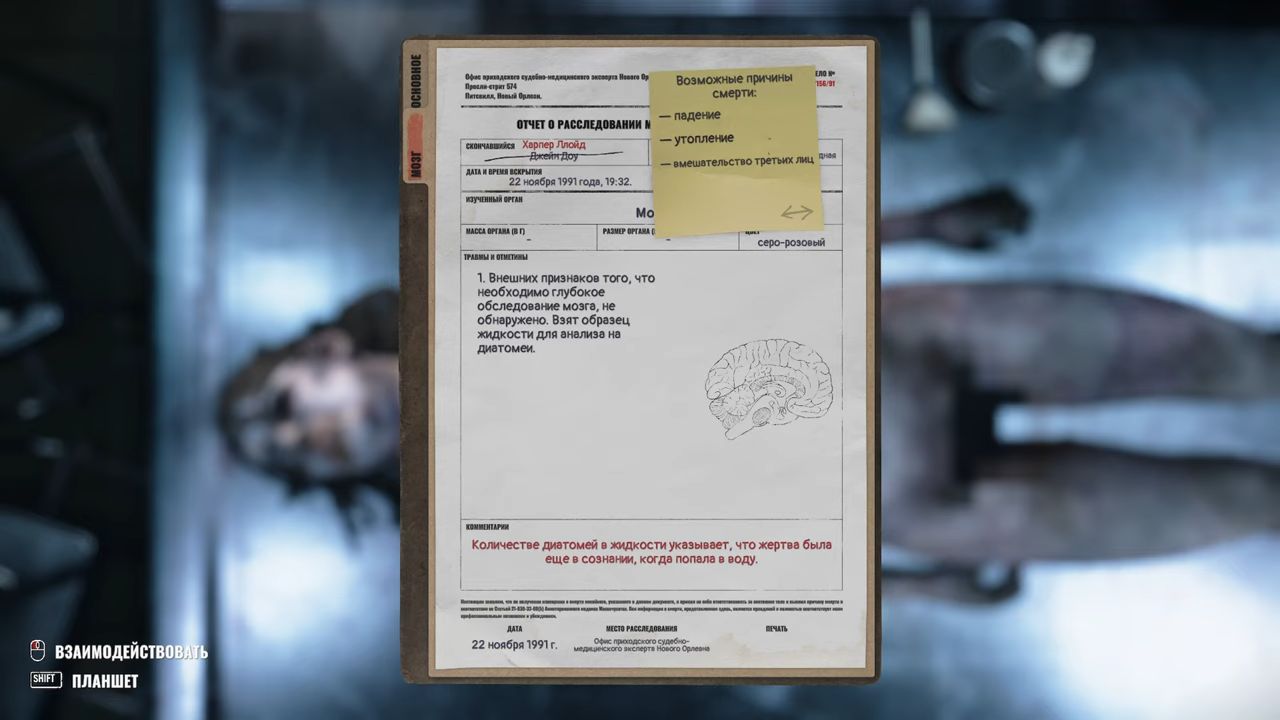 ОСНОВНОЕ
МОЗГ
Офис приходского судебно-медицинского эксперта Нового
Пресли-стрит 574
Питсвилл, Новый Орлеан.
150/91
Возможные причины
смерти:
— падение
— утопление
— вмешательство третьих лиц
ОТЧЕТ О РАССЛЕДОВАНИИ
СКОНЧАВШИЙСЯ Харпер Ллойд
Джейн Доу
ДАТА И ВРЕМЯ ВСКРЫТИЯ
22 ноября 1991 года, 19:32.
ИЗУЧЕННЫЙ ОРГАН
Мо
МАССА ОРГАНА (В Г) РАЗМЕР ОРГАНА
– – серо-розовый
ТРАВМЫ И ОТМЕТИНЫ
1. Внешних признаков того, что
необходимо глубокое
обследование мозга, не
обнаружено. Взят образец
жидкости для анализа на
диатомеи.
КОММЕНТАРИИ
Количестве диатомей в жидкости указывает, что жертва была
еще в сознании, когда попала в воду.
ДАТА МЕСТО РАССЛЕДОВАНИЯ ПЕЧАТЬ
22 ноября 1991 г. Офис приходского судебно-
медицинского эксперта Нового Орлеана
ВЗАИМОДЕЙСТВОВАТЬ
SHIFT ПЛАНШЕТ